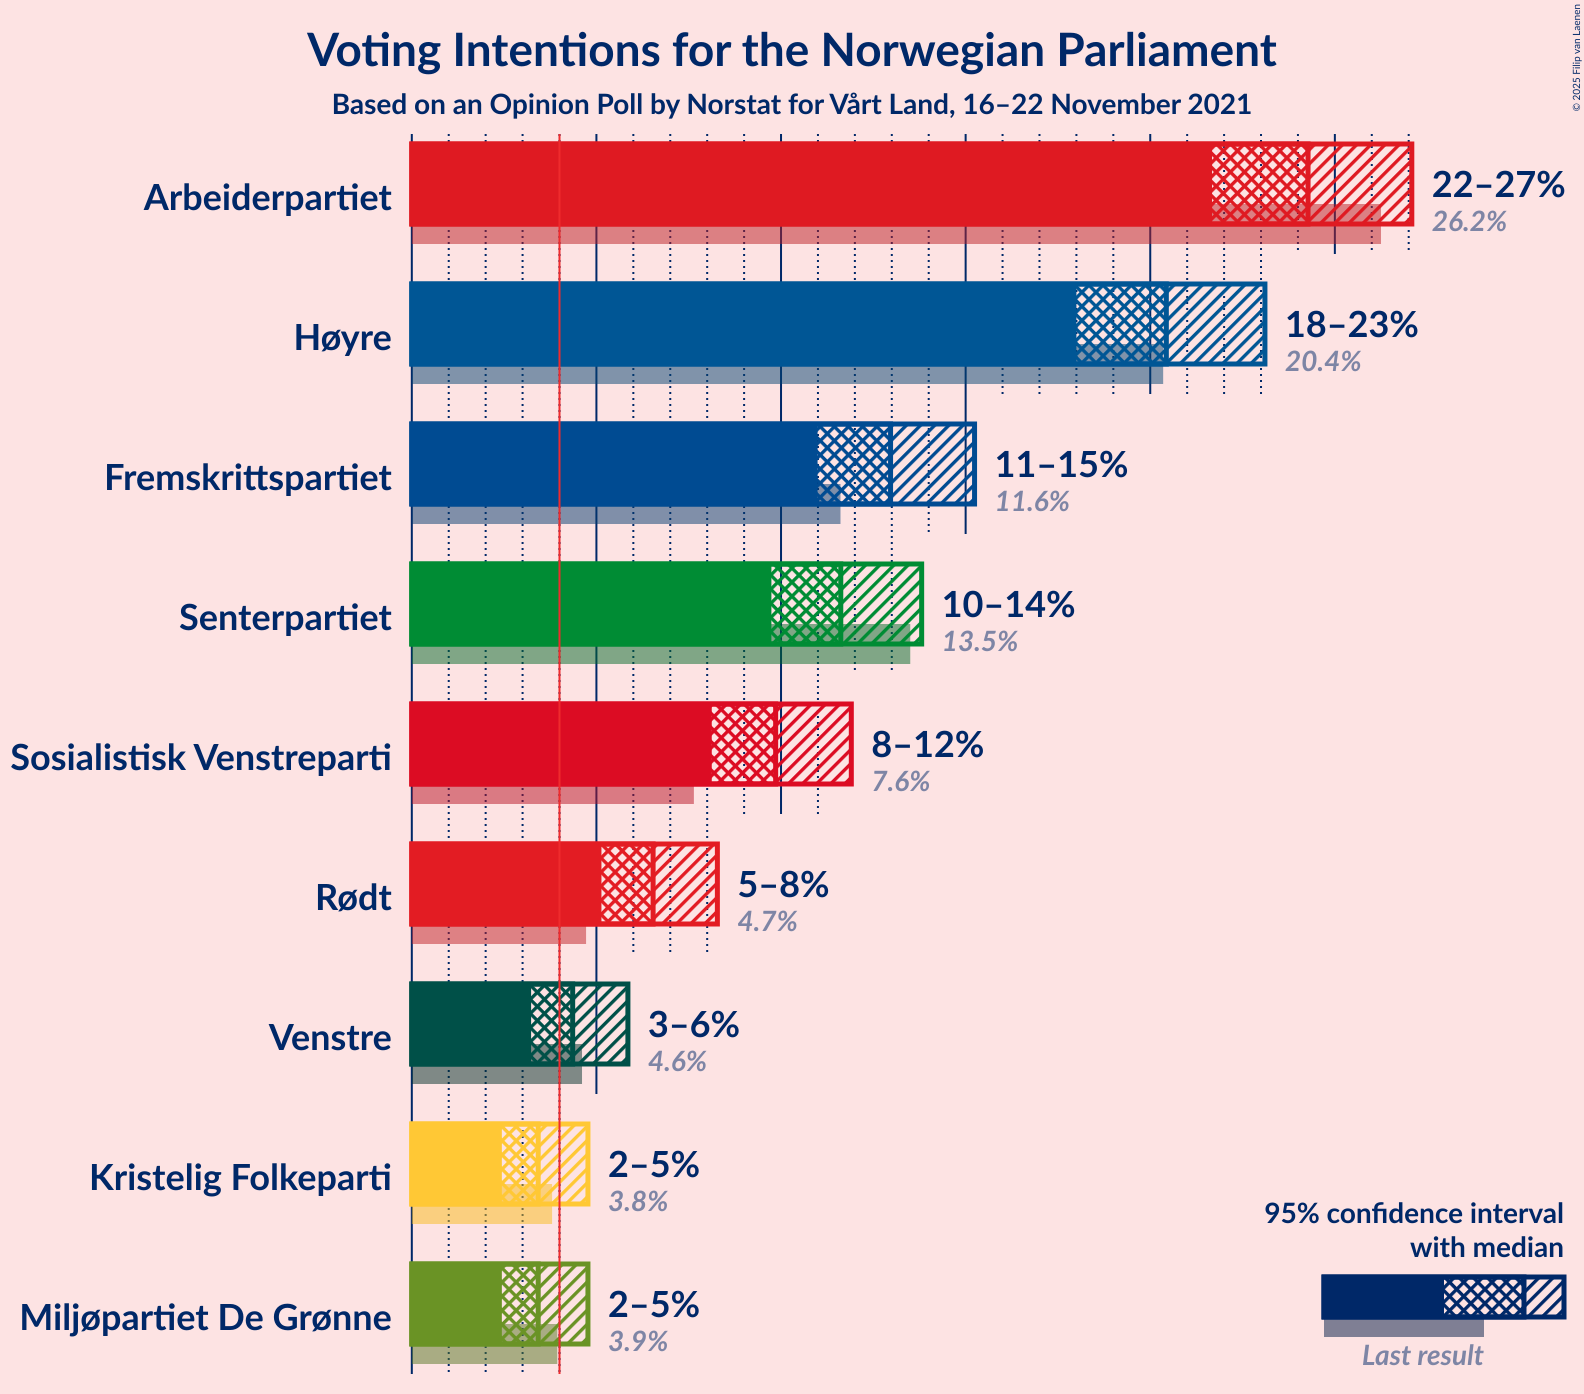 Voting Intentions for the Norwegian Parliament
Based on an Opinion Poll by Norstat for Vårt Land, 16–22 November 2021
© 2025 Filip van Laenen
Arbeiderpartiet
22–27%
26.2%
Høyre
18–23%
20.4%
Fremskrittspartiet
11–15%
11.6%
Senterpartiet
10–14%
13.5%
Sosialistisk Venstreparti
8–12%
7.6%
Rødt
5–8%
4.7%
Venstre
3–6%
4.6%
Kristelig Folkeparti
2–5%
3.8%
Miljøpartiet De Grønne
2–5%
3.9%
95% confidence interval
with median
Last result